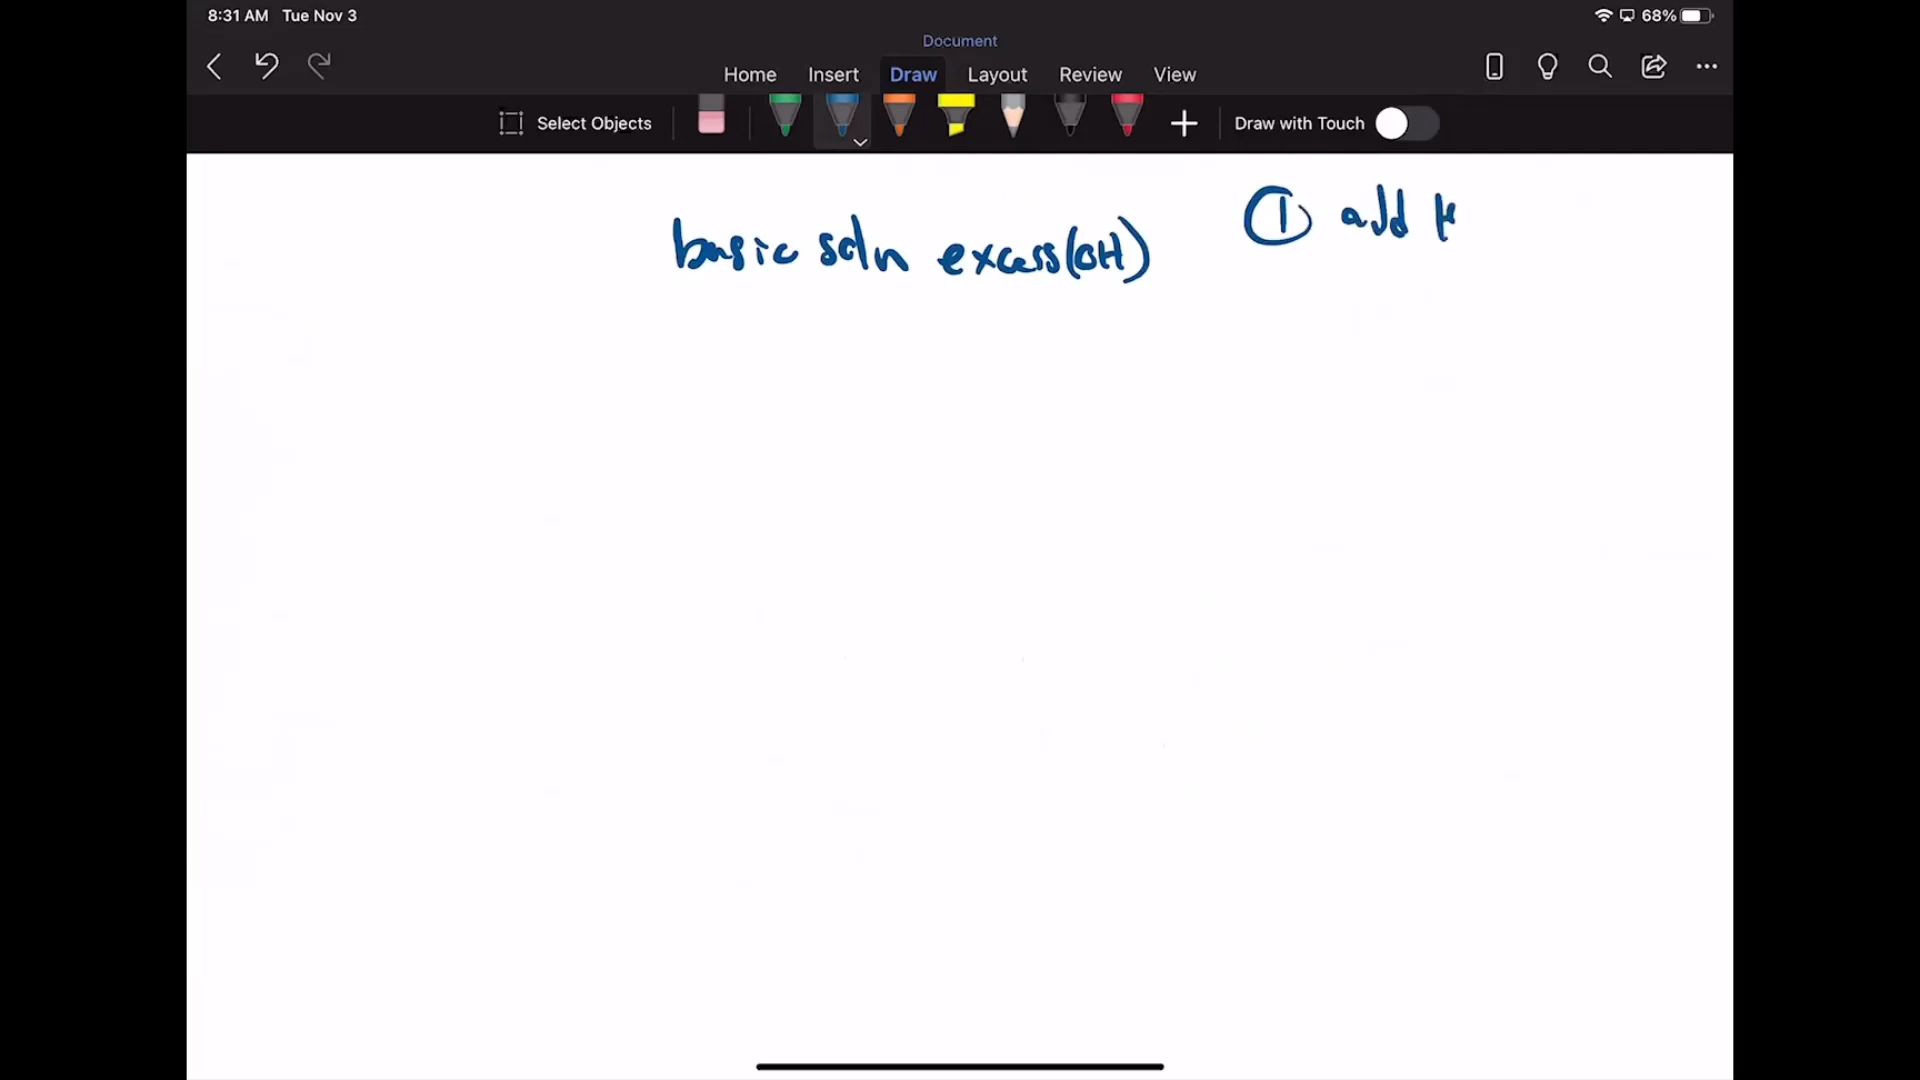 8:31 AM Tue Nov 3
68%
Document
Home Insert Draw Layout Review View
Select Objects
Draw with Touch
① add
basic soln excess(OH)